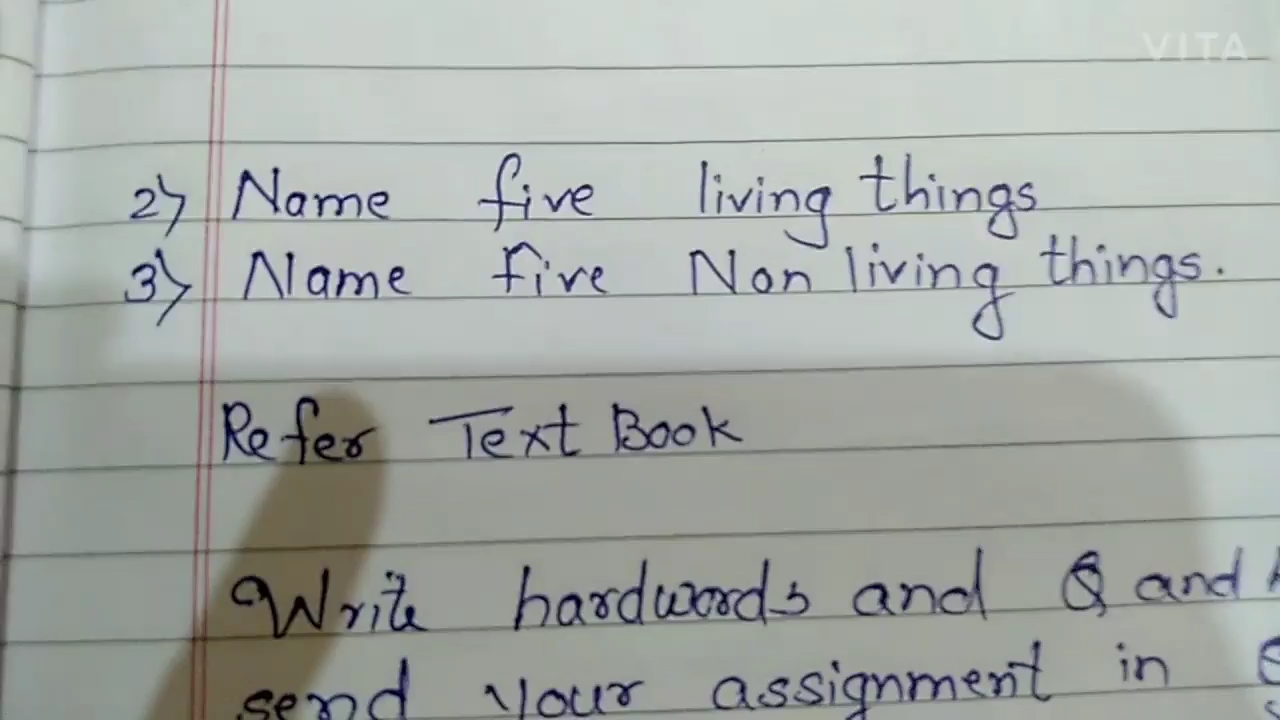 VITA
2) Name five living things
3) Name five Non living things.
Refer Text Book
Write hardwords and Q and
send your assignment in